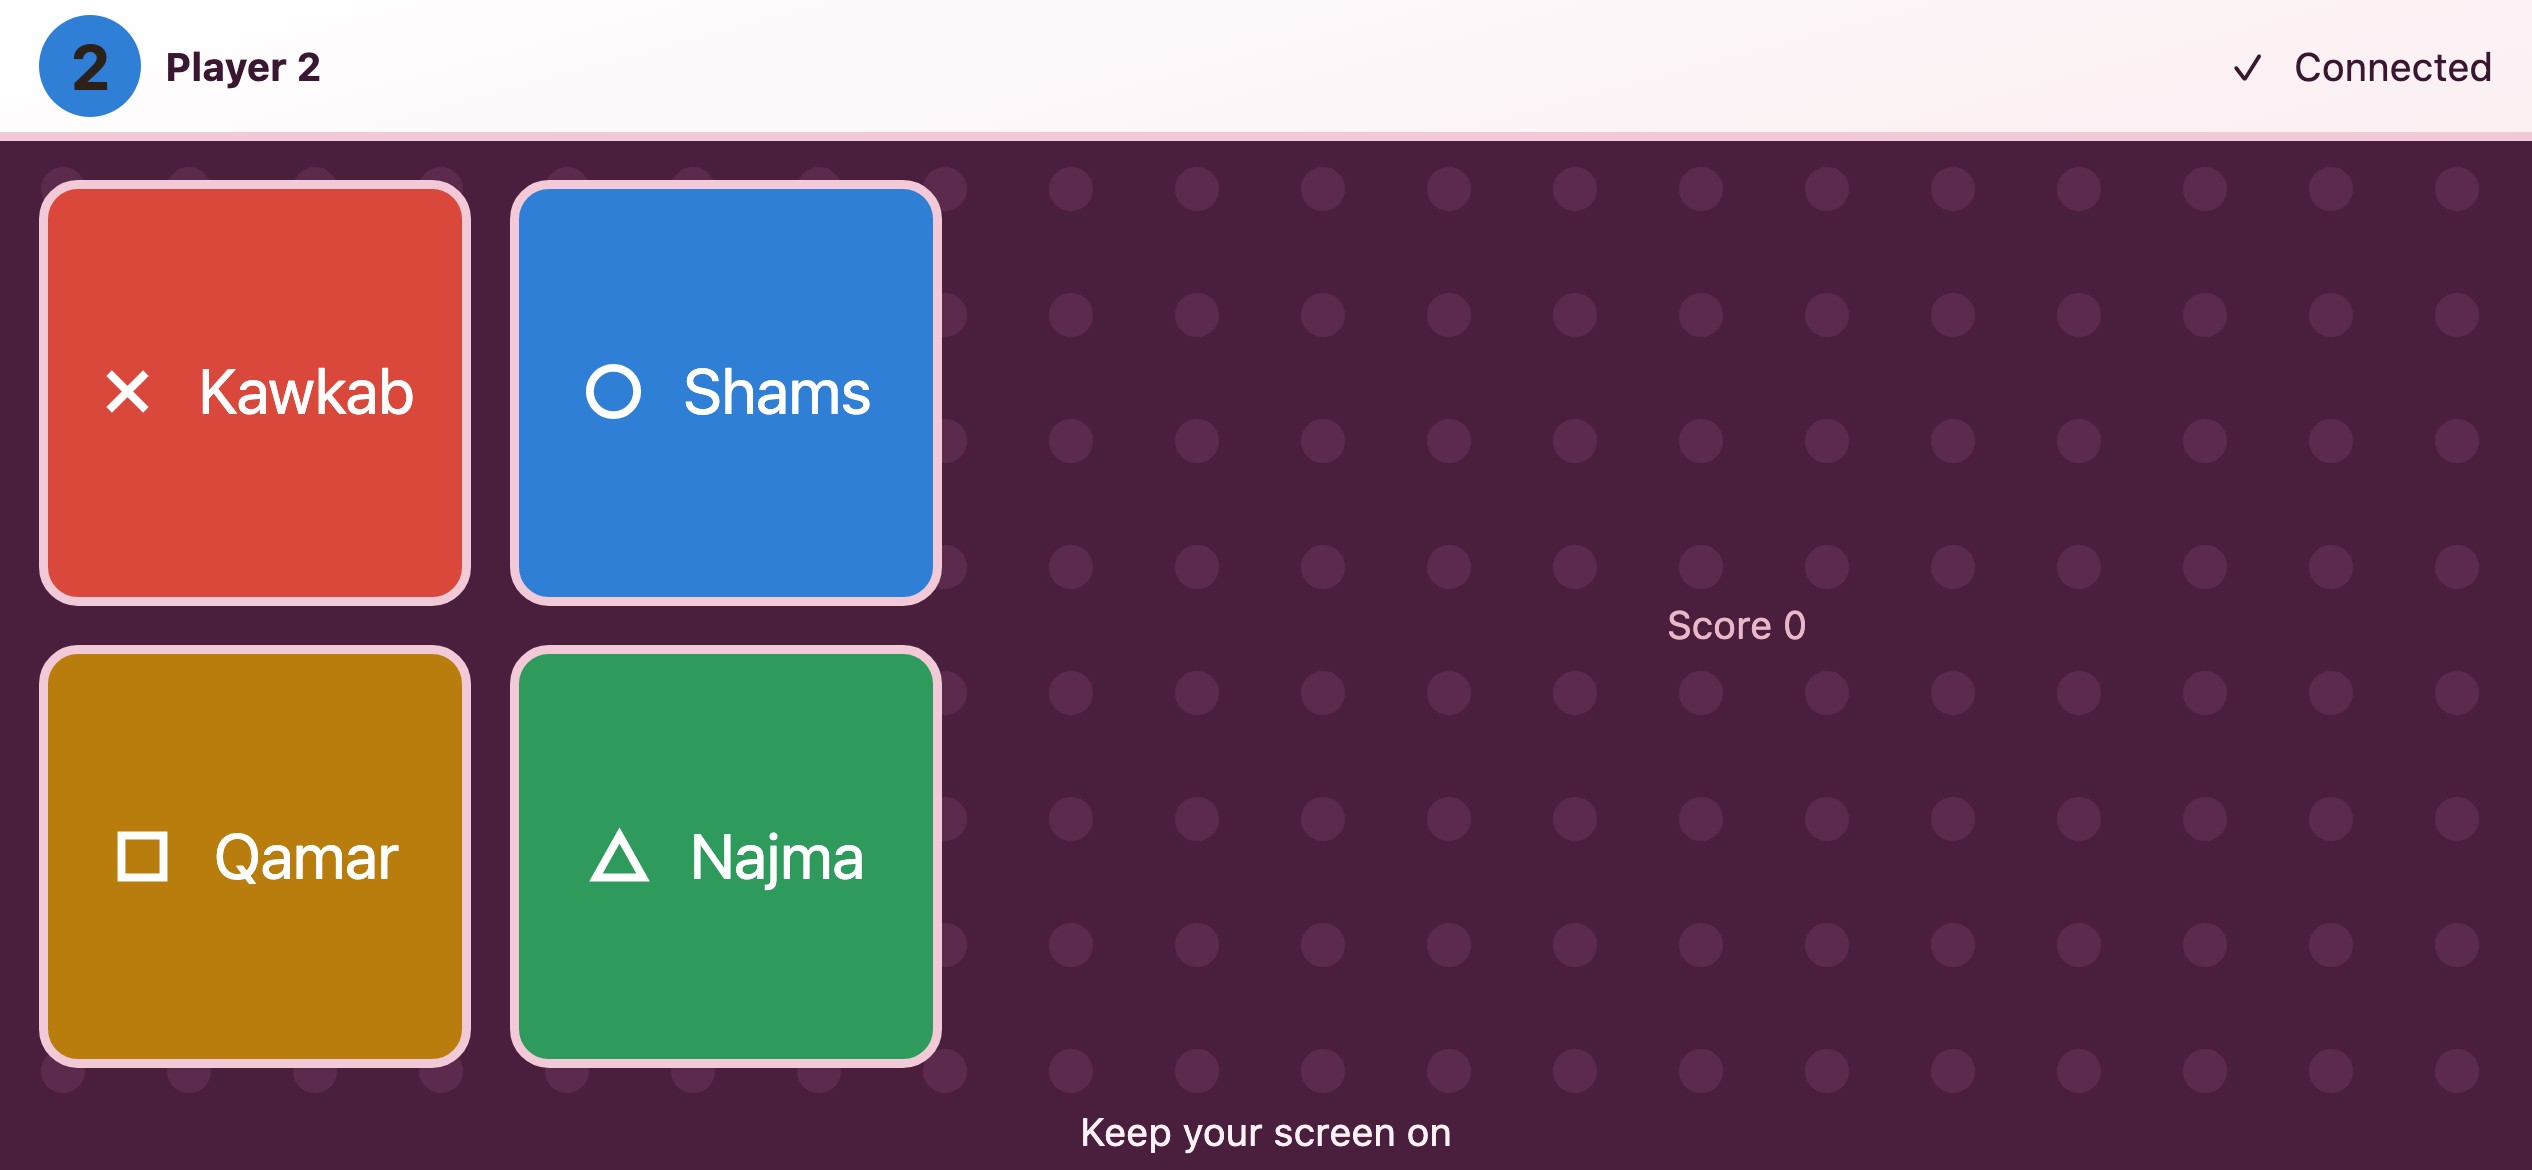 2 Player 2
✓ Connected
Kawkab
Shams
Qamar
Najma
Score 0
Keep your screen on